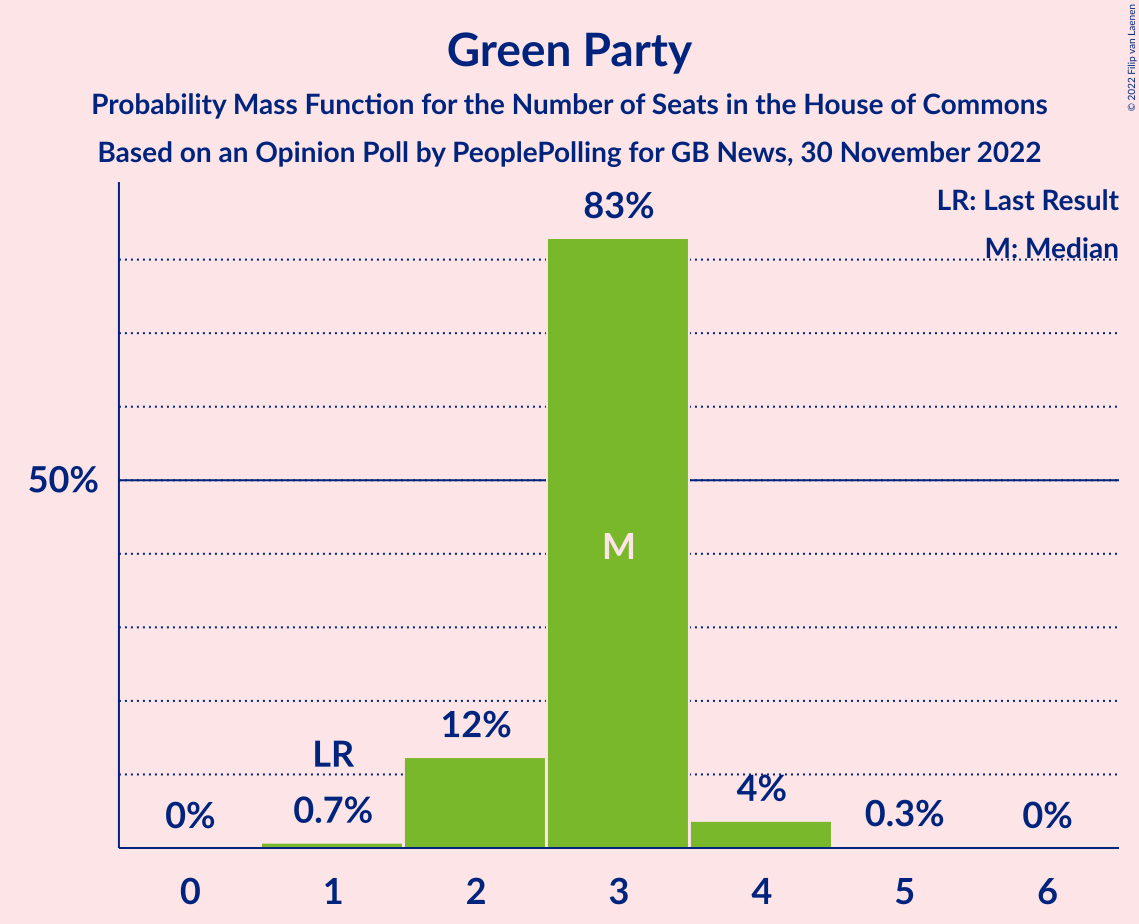 Green Party
Probability Mass Function for the Number of Seats in the House of Commons
Based on an Opinion Poll by PeoplePolling for GB News, 30 November 2022
© 2022 Filip van Laenen
LR: Last Result
M: Median
83%
50%
M
12%
LR
0%
0.7%
4%
0.3%
0%
0
1
2
3
4
5
6